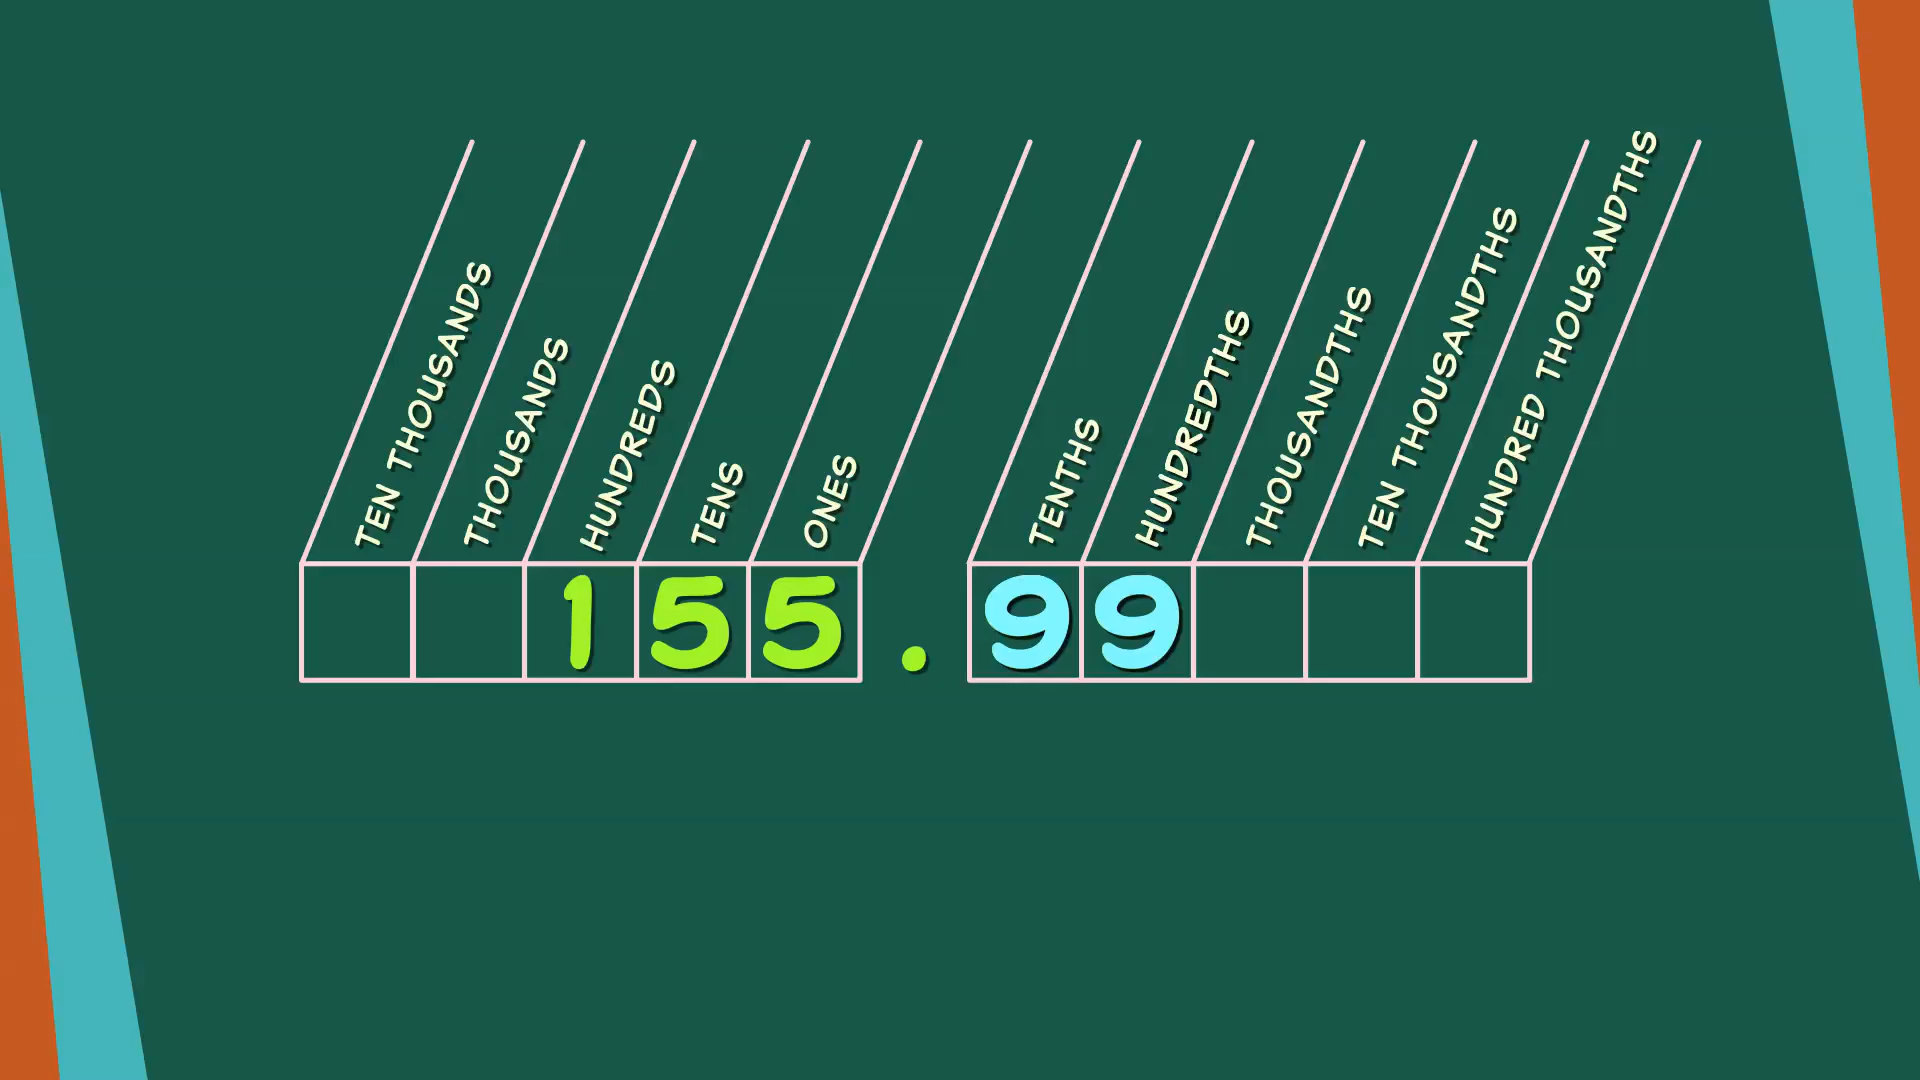 TEN THOUSANDS
THOUSANDS
HUNDREDS
TENS
ONES
TENTHS
HUNDREDTHS
THOUSANDTHS
TEN THOUSANDTHS
HUNDRED THOUSANDTHS
155.99